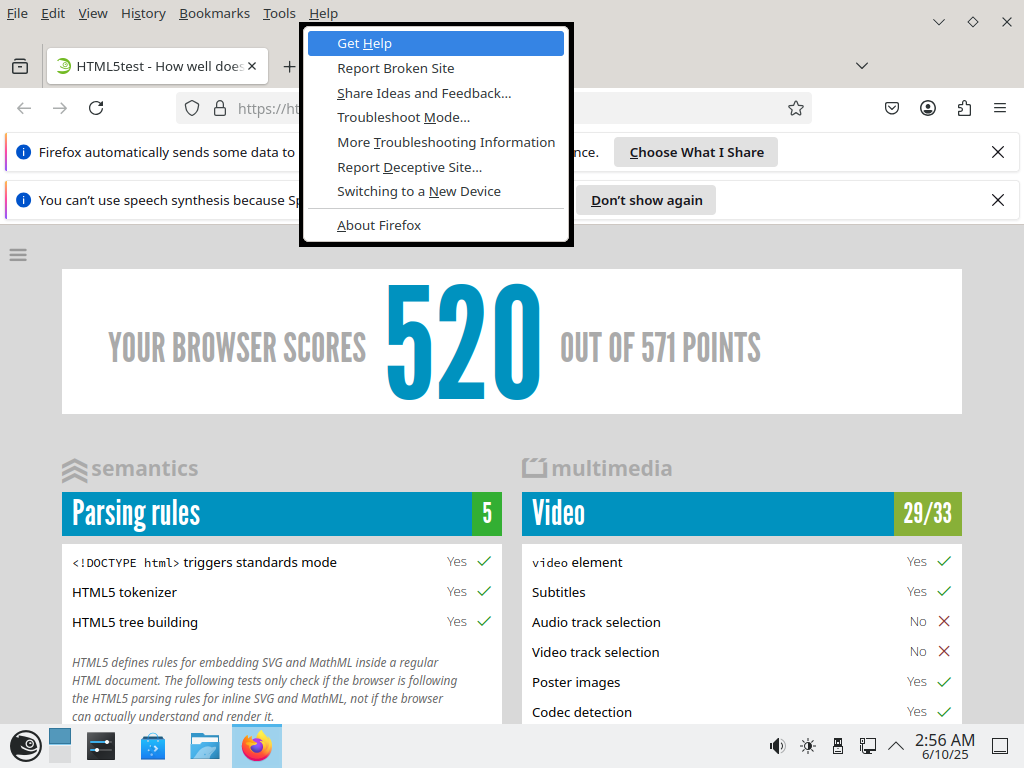 File Edit View History Bookmarks Tools Help
HTML5test - How well does
https://ht
Get Help
Report Broken Site
Share Ideas and Feedback...
Troubleshoot Mode...
More Troubleshooting Information
Report Deceptive Site...
Switching to a New Device
About Firefox
Firefox automatically sends some data to
nce.
Choose What I Share
You can’t use speech synthesis because Sp
Don’t show again
YOUR BROWSER SCORES 520 OUT OF 571 POINTS
semantics
Parsing rules 5
<!DOCTYPE html> triggers standards mode Yes
HTML5 tokenizer Yes
HTML5 tree building Yes
HTML5 defines rules for embedding SVG and MathML inside a regular
HTML document. The following tests only check if the browser is following
the HTML5 parsing rules for inline SVG and MathML, not if the browser
can actually understand and render it.
multimedia
Video 29/33
video element Yes
Subtitles Yes
Audio track selection No
Video track selection No
Poster images Yes
Codec detection Yes
2:56 AM
6/10/25